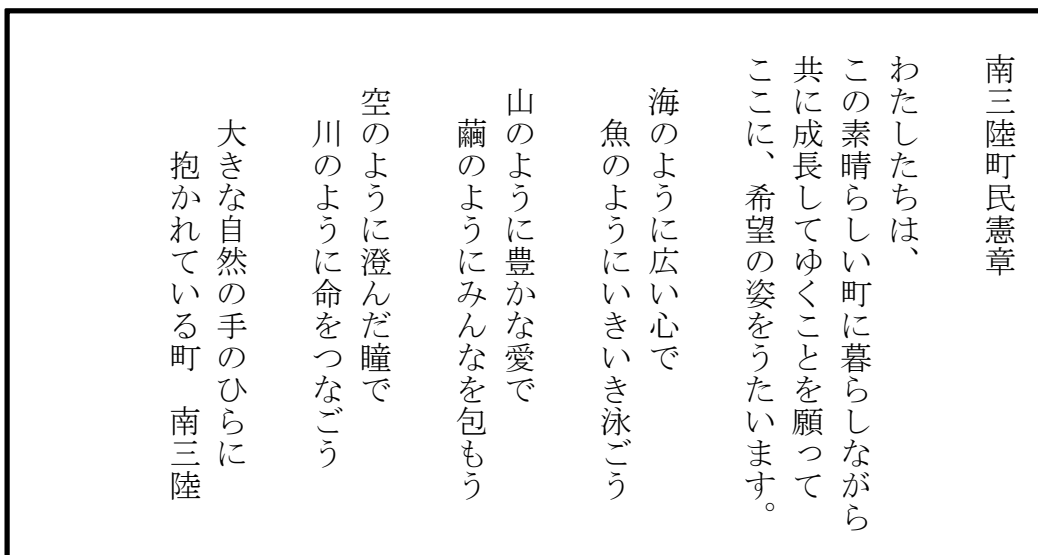 南三陸町民憲章
わたしたちは、
この素晴らしい町に暮らしながら
共に成長してゆくことを願って
ここに、希望の姿をうたいます。
海のように広い心で
魚のようにいきいき泳ごう
山のように豊かな愛で
繭のようにみんなを包もう
空のように澄んだ瞳で
川のように命をつなごう
大きな自然の手のひらに
抱かれている町　南三陸